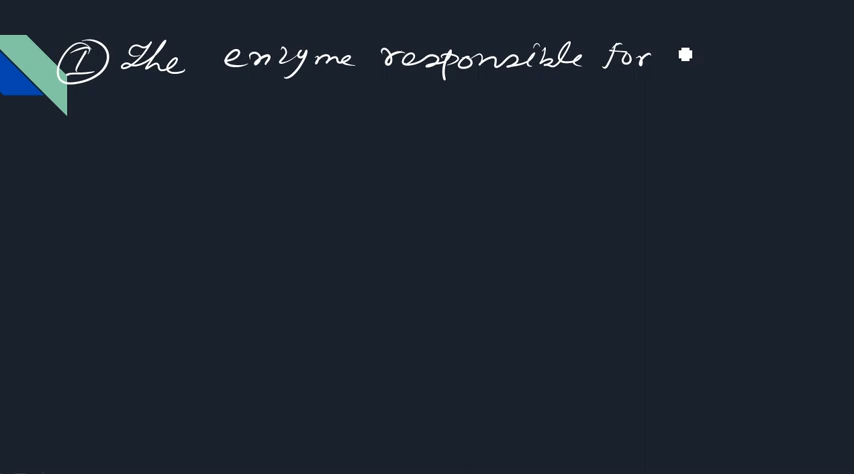 ① The enzyme responsible for